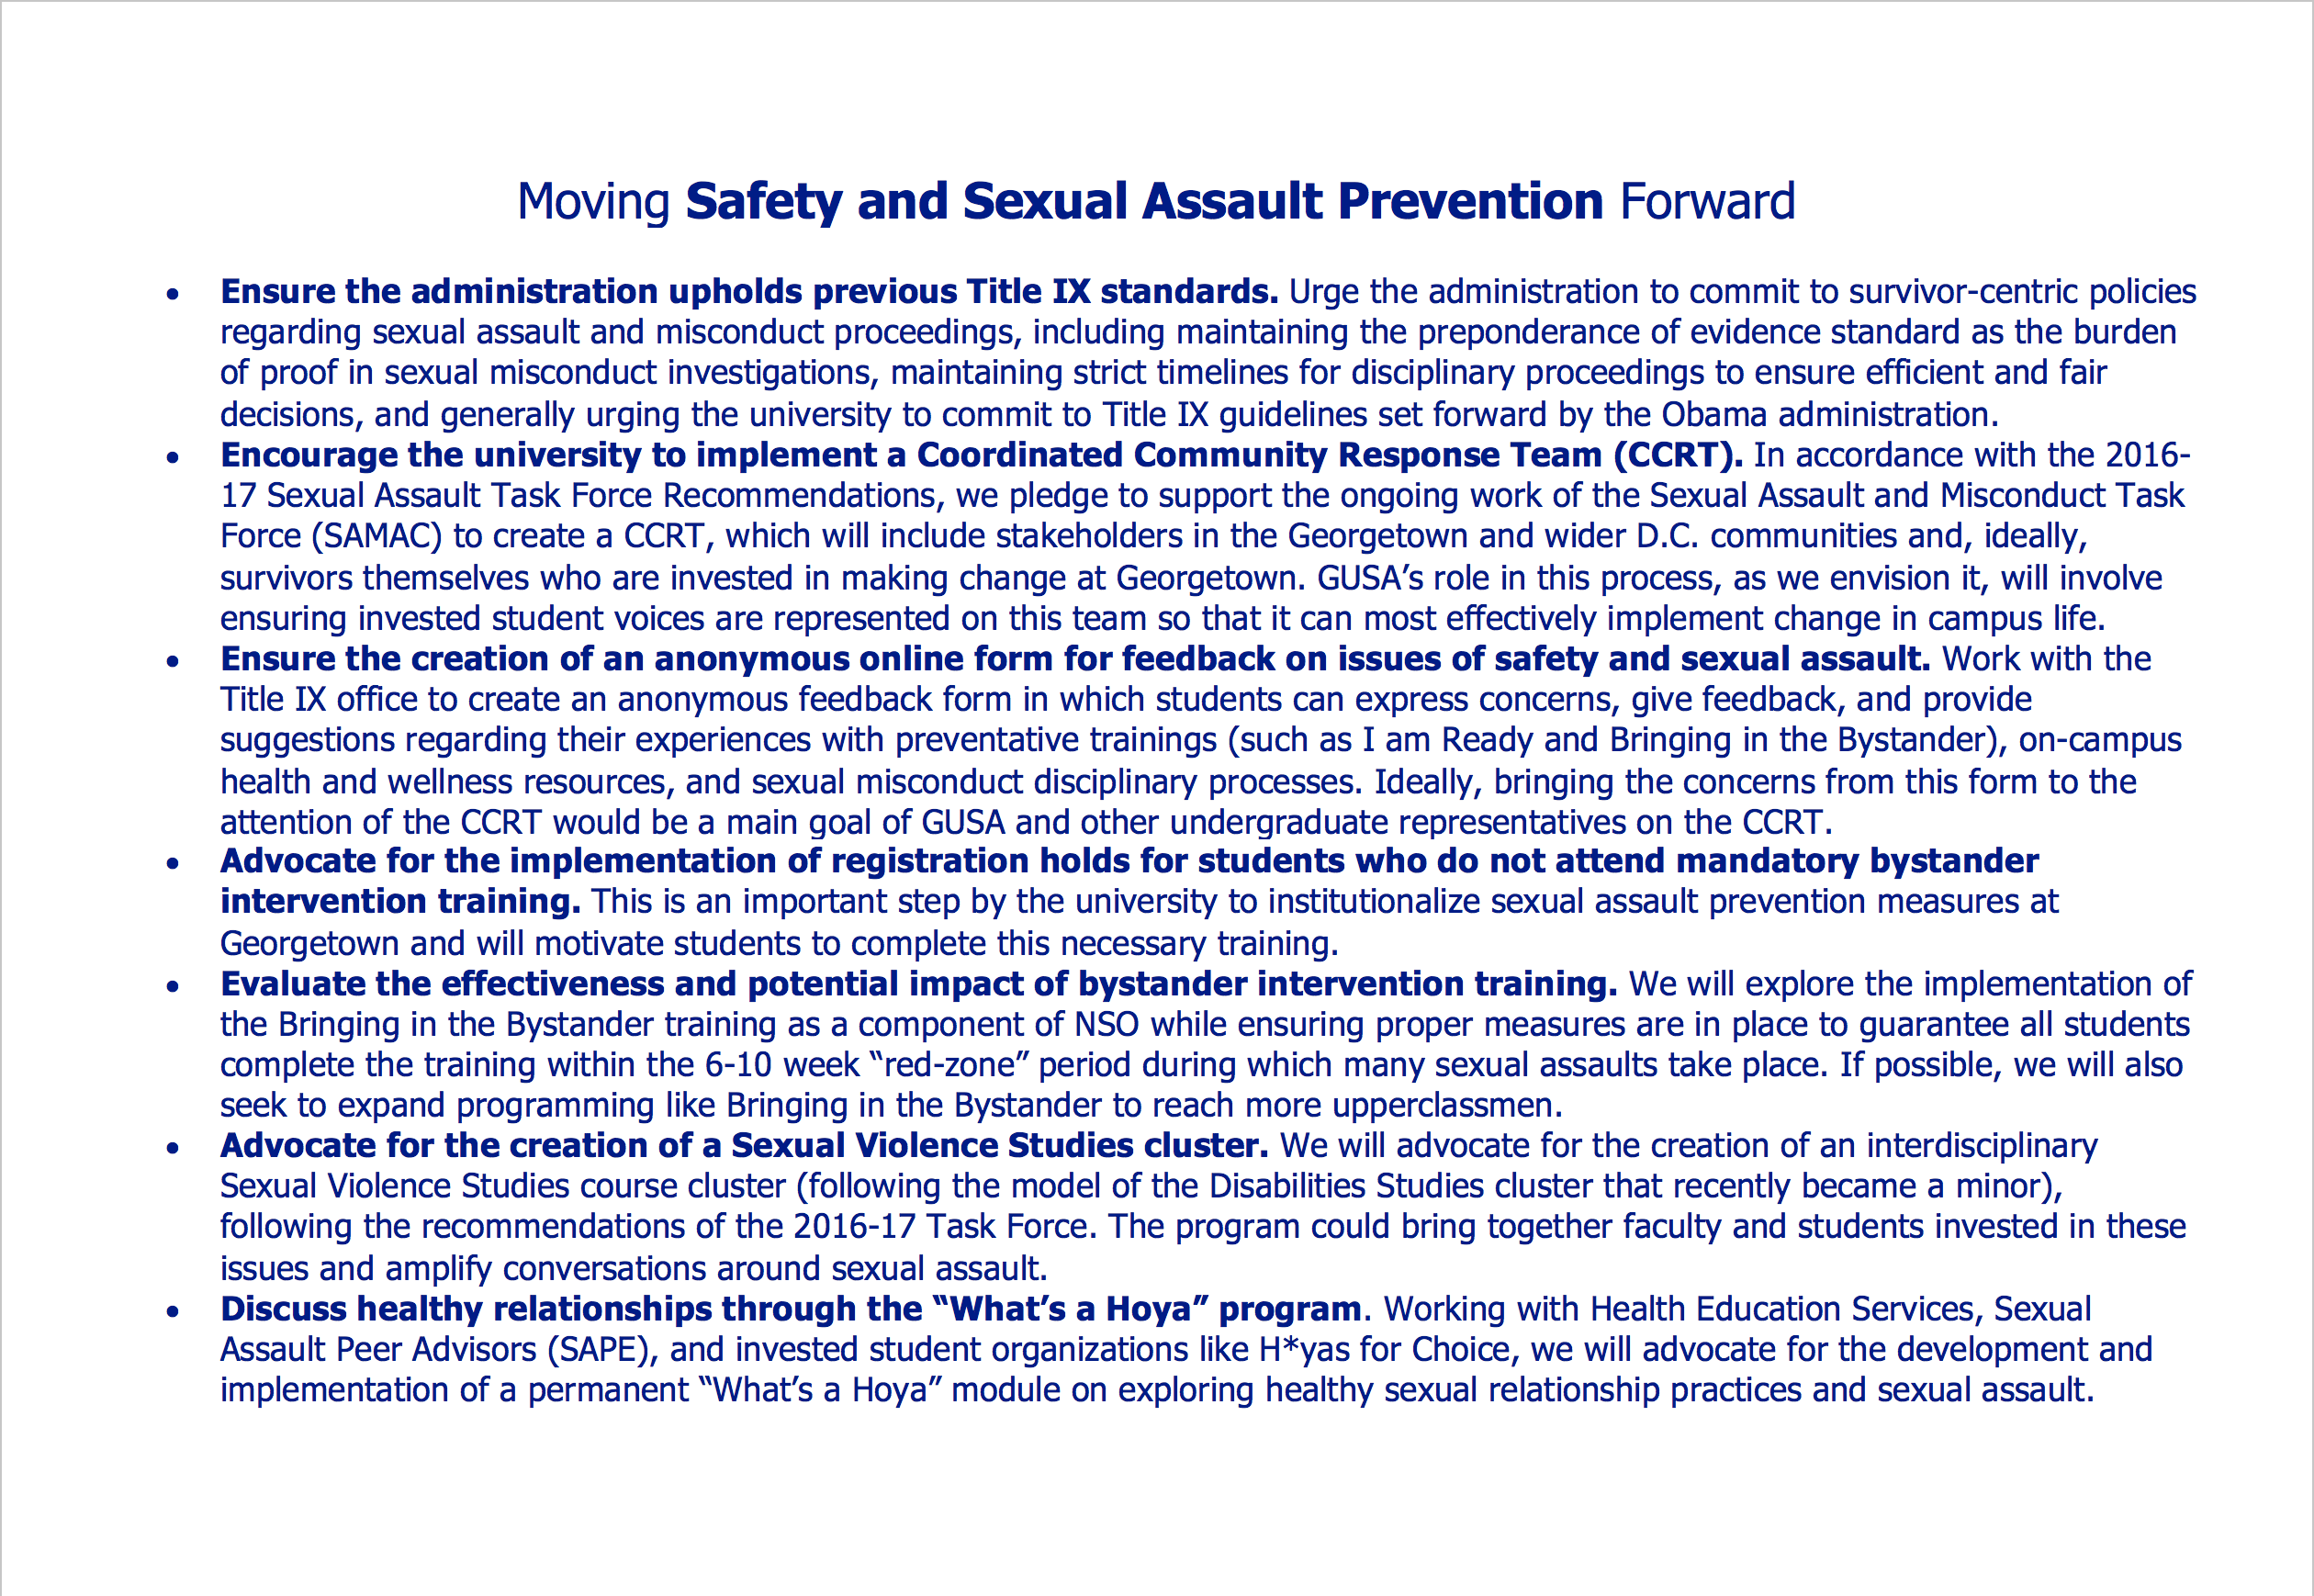 Moving Safety and Sexual Assault Prevention Forward
• Ensure the administration upholds previous Title IX standards. Urge the administration to commit to survivor-centric policies
regarding sexual assault and misconduct proceedings, including maintaining the preponderance of evidence standard as the burden
of proof in sexual misconduct investigations, maintaining strict timelines for disciplinary proceedings to ensure efficient and fair
decisions, and generally urging the university to commit to Title IX guidelines set forward by the Obama administration.
• Encourage the university to implement a Coordinated Community Response Team (CCRT). In accordance with the 2016-
17 Sexual Assault Task Force Recommendations, we pledge to support the ongoing work of the Sexual Assault and Misconduct Task
Force (SAMAC) to create a CCRT, which will include stakeholders in the Georgetown and wider D.C. communities and, ideally,
survivors themselves who are invested in making change at Georgetown. GUSA’s role in this process, as we envision it, will involve
ensuring invested student voices are represented on this team so that it can most effectively implement change in campus life.
• Ensure the creation of an anonymous online form for feedback on issues of safety and sexual assault. Work with the
Title IX office to create an anonymous feedback form in which students can express concerns, give feedback, and provide
suggestions regarding their experiences with preventative trainings (such as I am Ready and Bringing in the Bystander), on-campus
health and wellness resources, and sexual misconduct disciplinary processes. Ideally, bringing the concerns from this form to the
attention of the CCRT would be a main goal of GUSA and other undergraduate representatives on the CCRT.
• Advocate for the implementation of registration holds for students who do not attend mandatory bystander
intervention training. This is an important step by the university to institutionalize sexual assault prevention measures at
Georgetown and will motivate students to complete this necessary training.
• Evaluate the effectiveness and potential impact of bystander intervention training. We will explore the implementation of
the Bringing in the Bystander training as a component of NSO while ensuring proper measures are in place to guarantee all students
complete the training within the 6-10 week “red-zone” period during which many sexual assaults take place. If possible, we will also
seek to expand programming like Bringing in the Bystander to reach more upperclassmen.
• Advocate for the creation of a Sexual Violence Studies cluster. We will advocate for the creation of an interdisciplinary
Sexual Violence Studies course cluster (following the model of the Disabilities Studies cluster that recently became a minor),
following the recommendations of the 2016-17 Task Force. The program could bring together faculty and students invested in these
issues and amplify conversations around sexual assault.
• Discuss healthy relationships through the “What’s a Hoya” program. Working with Health Education Services, Sexual
Assault Peer Advisors (SAPE), and invested student organizations like H*yas for Choice, we will advocate for the development and
implementation of a permanent “What’s a Hoya” module on exploring healthy sexual relationship practices and sexual assault.